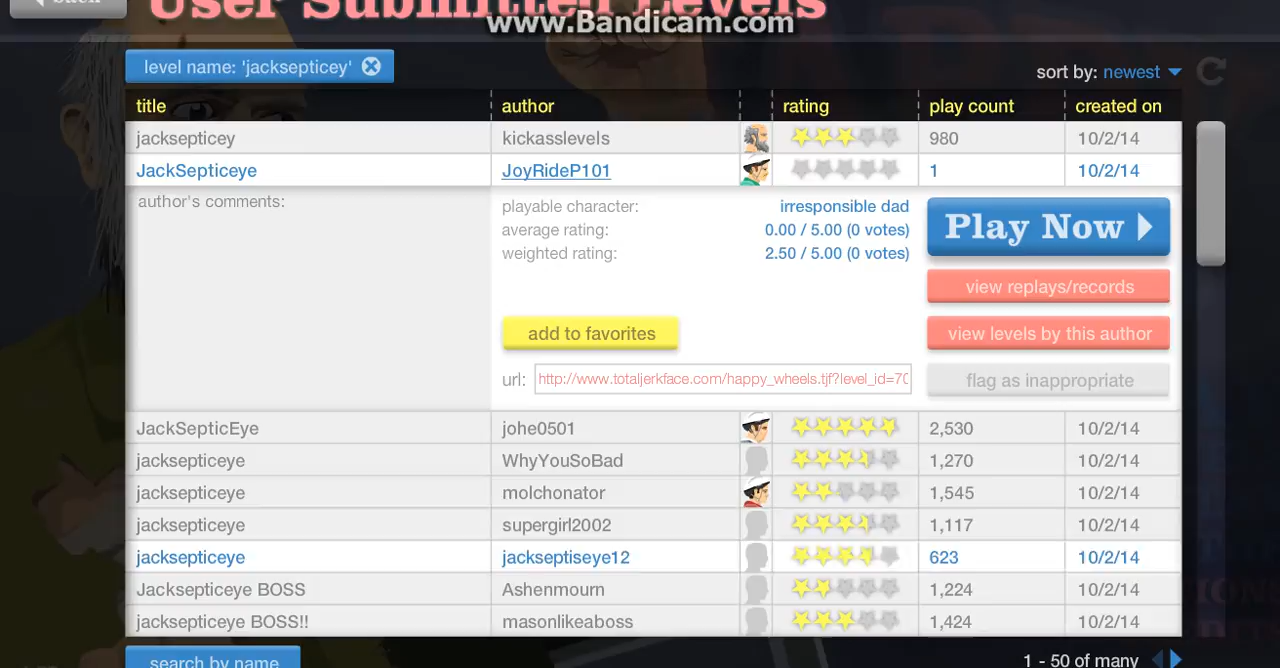 back
User Submitted Levels
www.Bandicam.com
level name: 'jacksepticey'
sort by: newest
title author rating play count created on
jacksepticey kickasslevels 980 10/2/14
JackSepticeye JoyRideP101 1 10/2/14
author's comments:
playable character: irresponsible dad
average rating: 0.00 / 5.00 (0 votes)
weighted rating: 2.50 / 5.00 (0 votes)
Play Now
view replays/records
add to favorites
view levels by this author
url: http://www.totaljerkface.com/happy_wheels.tjf?level_id=70
flag as inappropriate
JackSepticEye johe0501 2,530 10/2/14
jacksepticeye WhyYouSoBad 1,270 10/2/14
jacksepticeye molchonator 1,545 10/2/14
jacksepticeye supergirl2002 1,117 10/2/14
jacksepticeye jackseptiseye12 623 10/2/14
Jacksepticeye BOSS Ashenmourn 1,224 10/2/14
jacksepticeye BOSS!! masonlikeaboss 1,424 10/2/14
search by name
1 - 50 of many